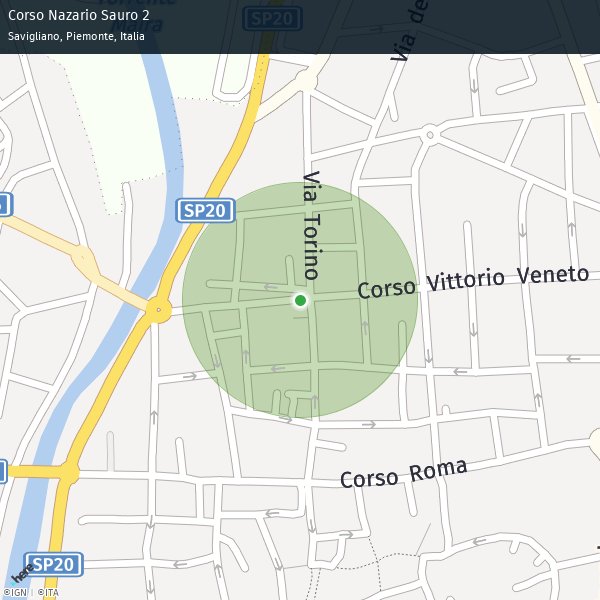 Corso Nazario Sauro 2
Savigliano, Piemonte, Italia
SP20
Via de
SP20
Via Torino
Corso Vittorio Veneto
Corso Roma
SP20
here
©IGN | ©ITA